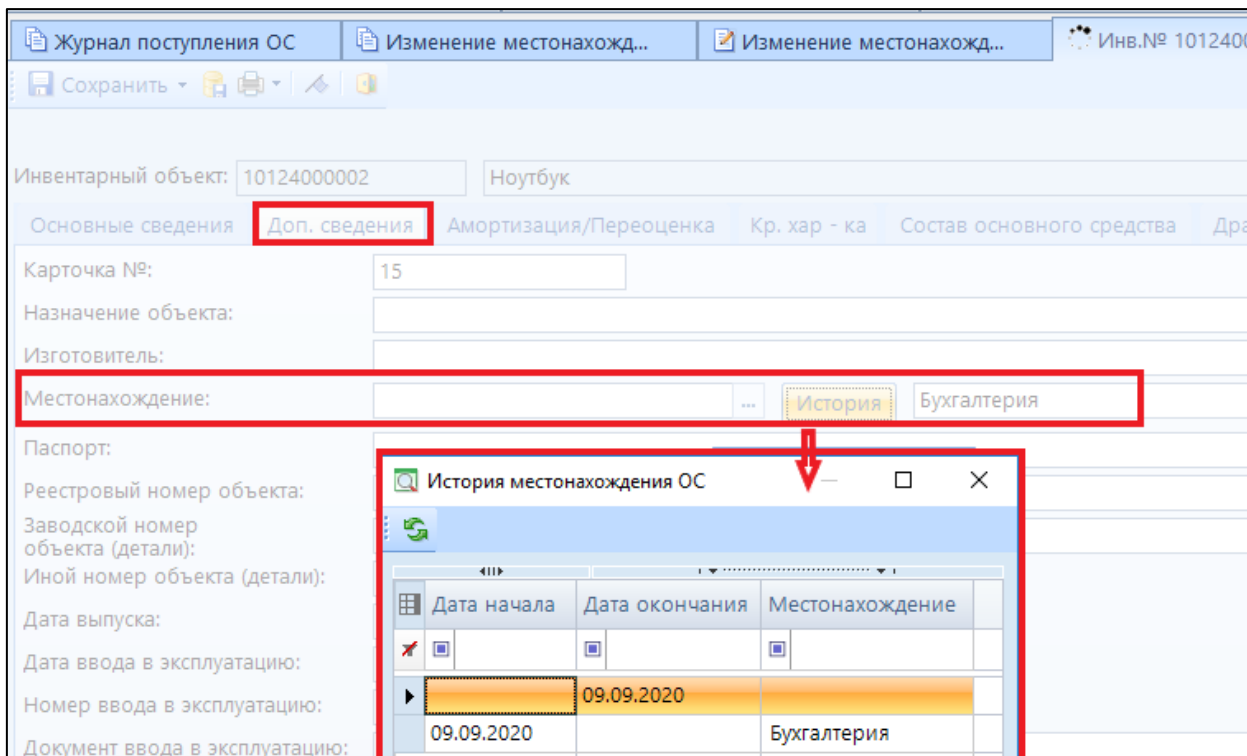 Журнал поступления ОС Изменение местонахожд... Изменение местонахожд... Инв.№ 1012400
Сохранить
Инвентарный объект: 10124000002 Ноутбук
Основные сведения Доп. сведения Амортизация/Переоценка Кр. хар - ка Состав основного средства Дра
Карточка №: 15
Назначение объекта:
Изготовитель:
Местонахождение: ... История Бухгалтерия
Паспорт:
История местонахождения ОС
Реестровый номер объекта:
Заводской номер
объекта (детали):
Иной номер объекта (детали):
Дата начала Дата окончания Местонахождение
Дата выпуска:
Дата ввода в эксплуатацию:
09.09.2020
Номер ввода в эксплуатацию:
09.09.2020 Бухгалтерия
Документ ввода в эксплуатацию: